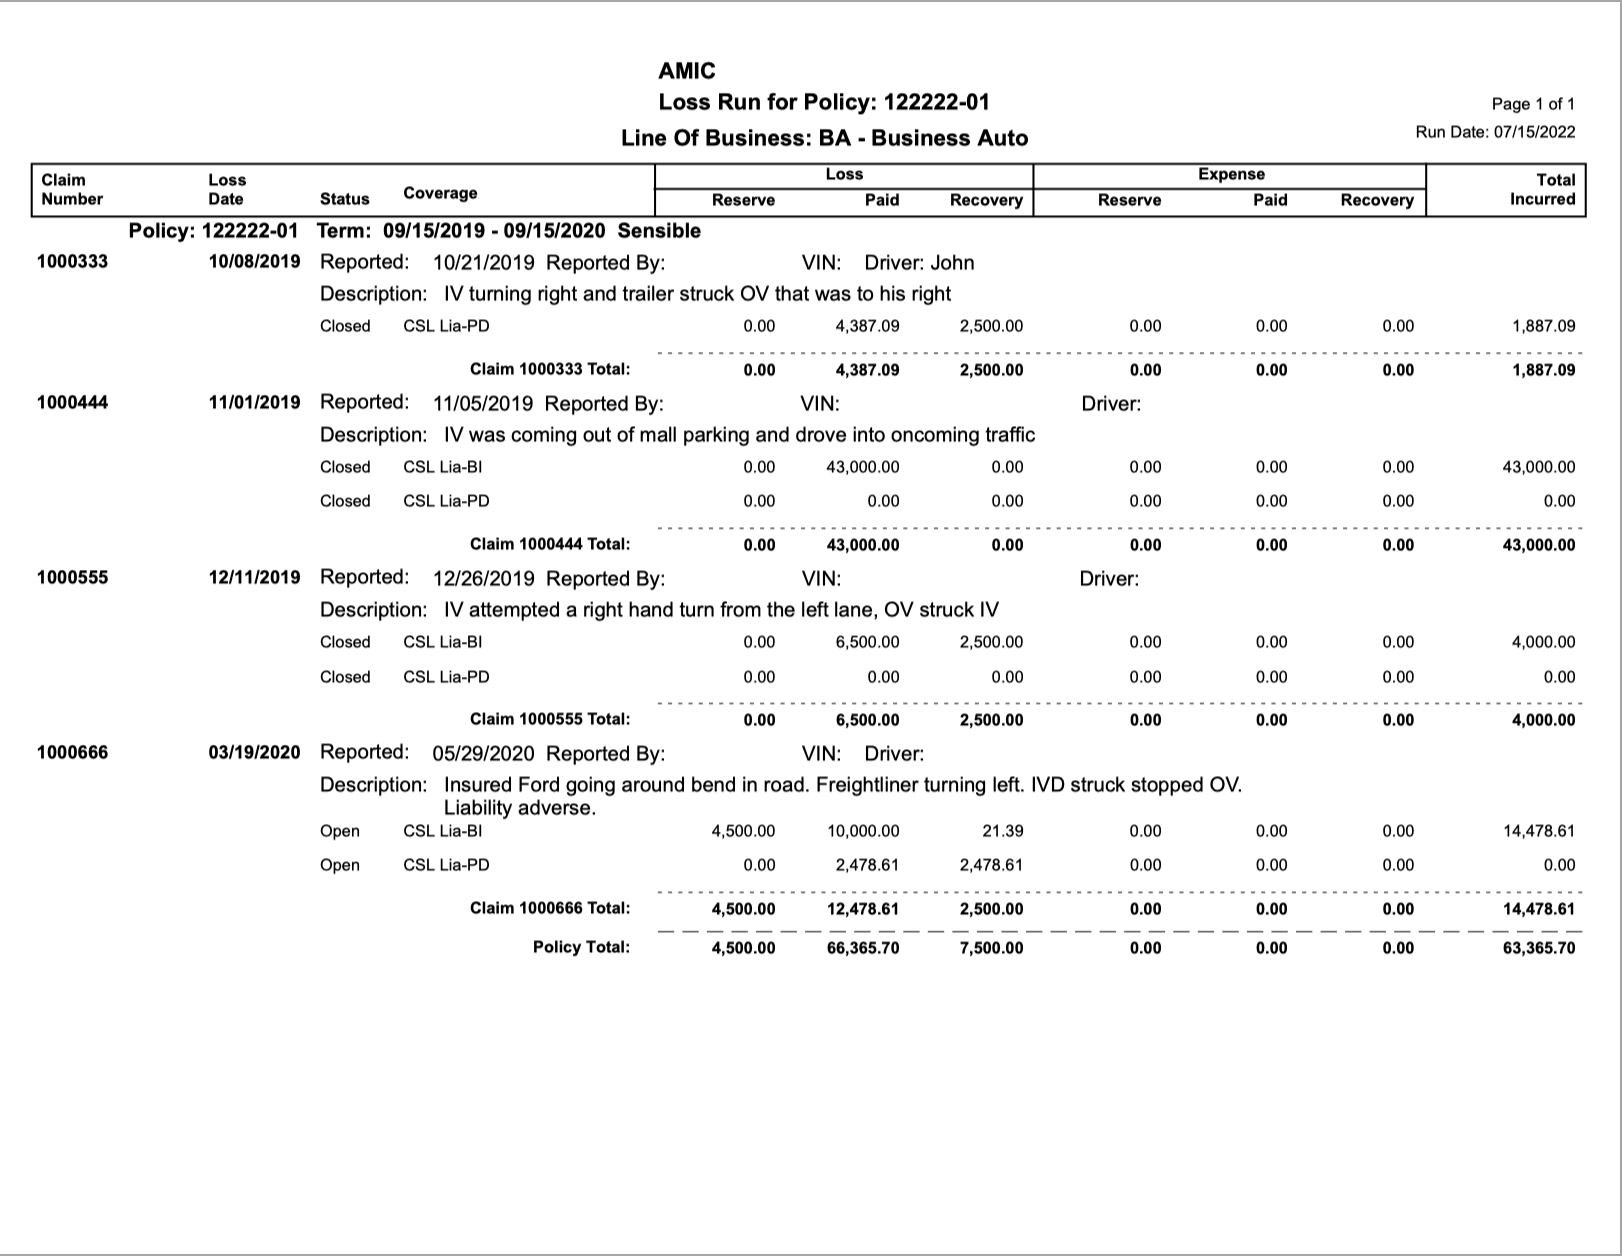 AMIC
Loss Run for Policy: 122222-01
Page 1 of 1
Line Of Business: BA - Business Auto
Run Date: 07/15/2022
Claim Number Loss Date Status Coverage Loss Expense Total Incurred
Reserve Paid Recovery Reserve Paid Recovery
Policy: 122222-01 Term: 09/15/2019 - 09/15/2020 Sensible
1000333 10/08/2019 Reported: 10/21/2019 Reported By: VIN: Driver: John
Description: IV turning right and trailer struck OV that was to his right
Closed CSL Lia-PD 0.00 4,387.09 2,500.00 0.00 0.00 0.00 1,887.09
Claim 1000333 Total: 0.00 4,387.09 2,500.00 0.00 0.00 0.00 1,887.09
1000444 11/01/2019 Reported: 11/05/2019 Reported By: VIN: Driver:
Description: IV was coming out of mall parking and drove into oncoming traffic
Closed CSL Lia-BI 0.00 43,000.00 0.00 0.00 0.00 0.00 43,000.00
Closed CSL Lia-PD 0.00 0.00 0.00 0.00 0.00 0.00 0.00
Claim 1000444 Total: 0.00 43,000.00 0.00 0.00 0.00 0.00 43,000.00
1000555 12/11/2019 Reported: 12/26/2019 Reported By: VIN: Driver:
Description: IV attempted a right hand turn from the left lane, OV struck IV
Closed CSL Lia-BI 0.00 6,500.00 2,500.00 0.00 0.00 0.00 4,000.00
Closed CSL Lia-PD 0.00 0.00 0.00 0.00 0.00 0.00 0.00
Claim 1000555 Total: 0.00 6,500.00 2,500.00 0.00 0.00 0.00 4,000.00
1000666 03/19/2020 Reported: 05/29/2020 Reported By: VIN: Driver:
Description: Insured Ford going around bend in road. Freightliner turning left. IVD struck stopped OV.
Liability adverse.
Open CSL Lia-BI 4,500.00 10,000.00 21.39 0.00 0.00 0.00 14,478.61
Open CSL Lia-PD 0.00 2,478.61 2,478.61 0.00 0.00 0.00 0.00
Claim 1000666 Total: 4,500.00 12,478.61 2,500.00 0.00 0.00 0.00 14,478.61
Policy Total: 4,500.00 66,365.70 7,500.00 0.00 0.00 0.00 63,365.70